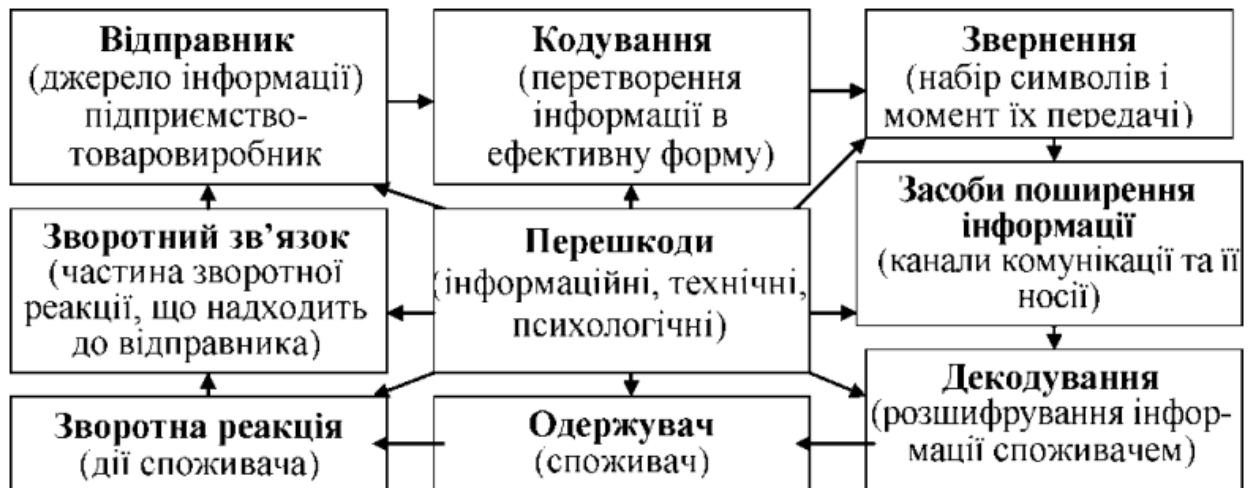 Відправник
(джерело інформації)
підприємство-
товаровиробник
Кодування
(перетворення
інформації в
ефективну форму)
Звернення
(набір символів і
момент їх передачі)
Засоби поширення
інформації
(канали комунікації та її
носії)
Зворотний зв’язок
(частина зворотної
реакції, що надходить
до відправника)
Перешкоди
(інформаційні, технічні,
психологічні)
Декодування
(розшифрування інфор-
мації споживачем)
Зворотна реакція
(дії споживача)
Одержувач
(споживач)